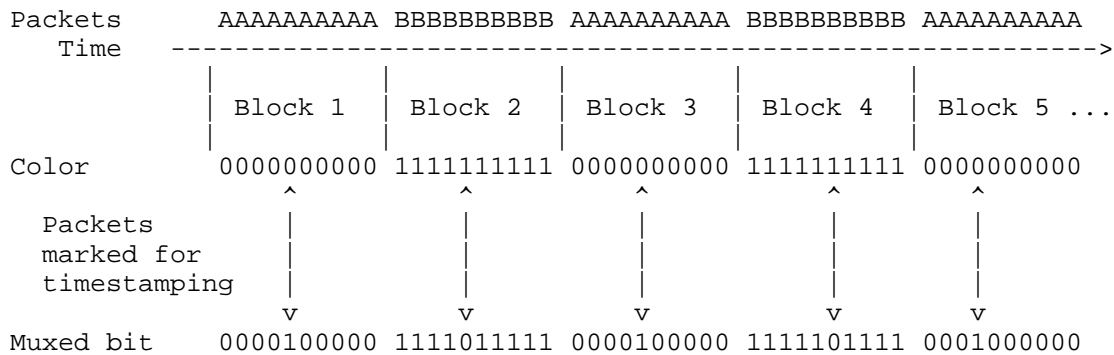 Packets AAAAAAAAAA BBBBBBBBBB AAAAAAAAAA BBBBBBBBBB AAAAAAAAAA
Time ---------------------------------------------------------->
| | | | |
| Block 1 | Block 2 | Block 3 | Block 4 | Block 5 ...
| | | | |
Color 0000000000 1111111111 0000000000 1111111111 0000000000
^ ^ ^ ^ ^
Packets | | | | |
marked for | | | | |
timestamping | | | | |
v v v v v
Muxed bit 0000100000 1111011111 0000100000 1111101111 0001000000